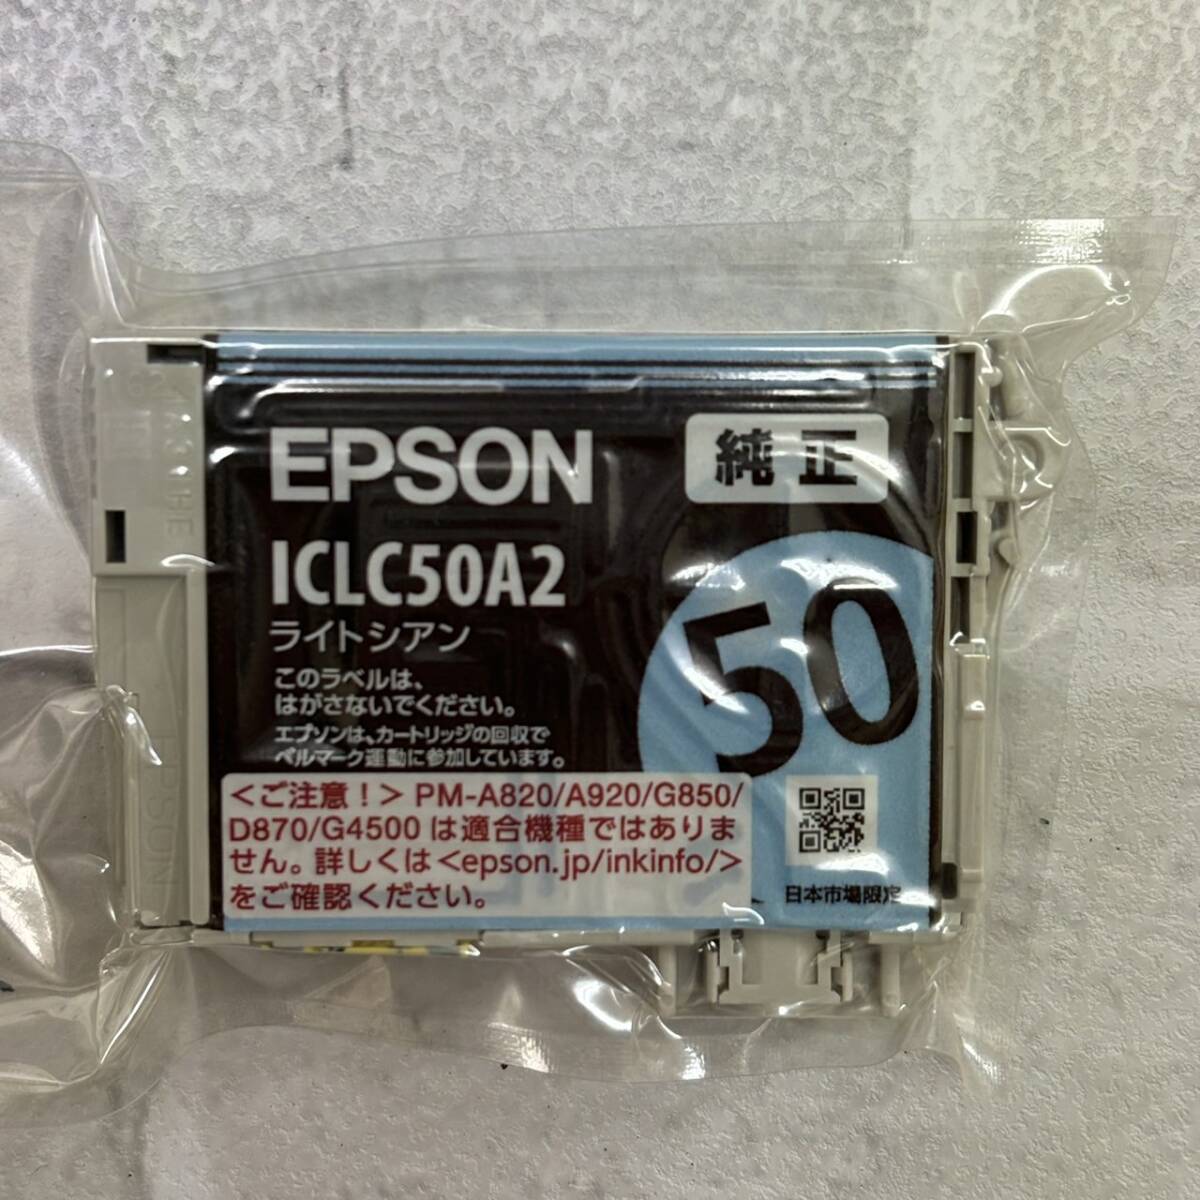 EPSON
純正
ICLC50A2
ライトシアン
50
このラベルは、
はがさないでください。
エプソンは、カートリッジの回収で
ベルマーク運動に参加しています。
<ご注意!> PM-A820/A920/G850/
D870/G4500 は適合機種ではありま
せん。詳しくは<epson.jp/inkinfo/>
をご確認ください。
日本市場限定
EPSON